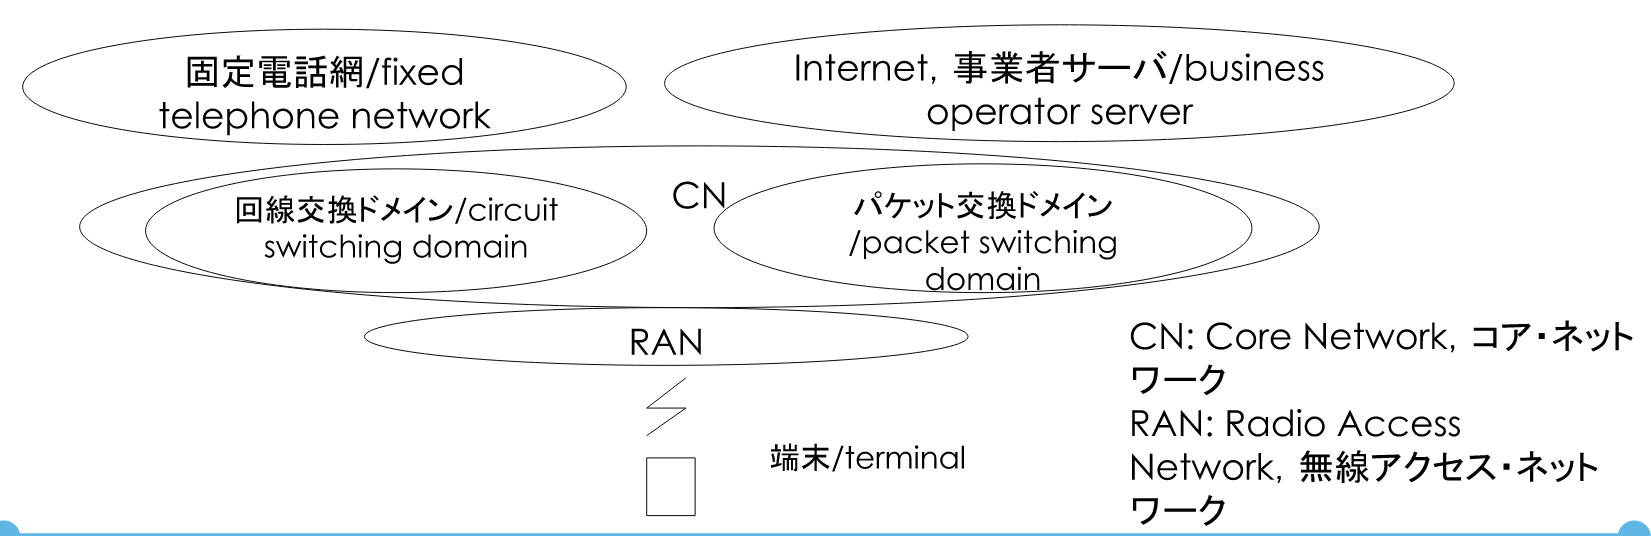 固定電話網/fixed
telephone network
Internet, 事業者サーバ/business
operator server
CN
回線交換ドメイン/circuit
switching domain
パケット交換ドメイン
/packet switching
domain
RAN
端末/terminal
CN: Core Network, コア・ネット
ワーク
RAN: Radio Access
Network, 無線アクセス・ネット
ワーク